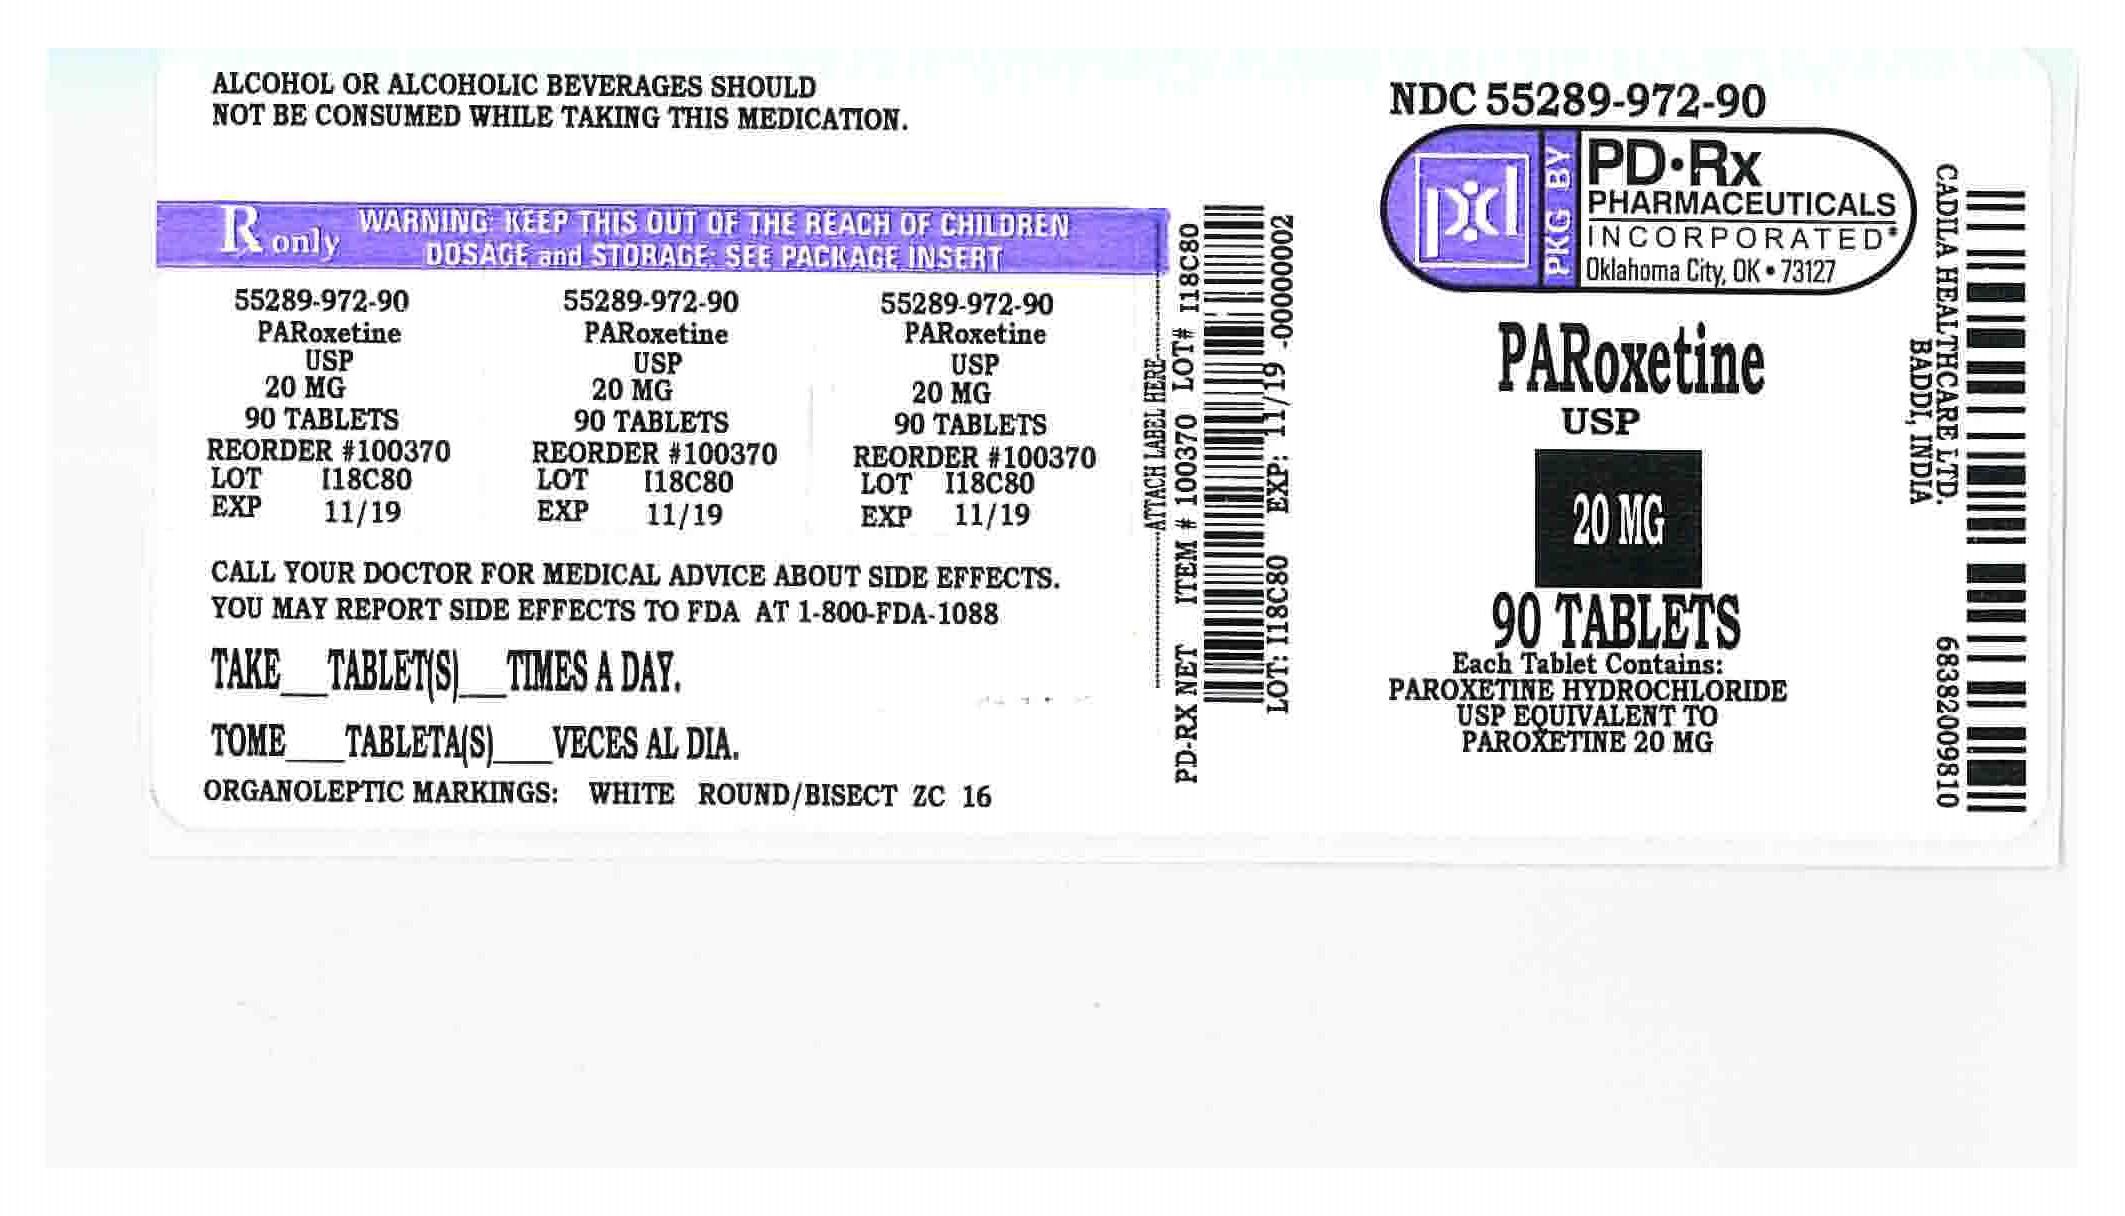 ALCOHOL OR ALCOHOLIC BEVERAGES SHOULD
NOT BE CONSUMED WHILE TAKING THIS MEDICATION.
Rx only
WARNING: KEEP THIS OUT OF THE REACH OF CHILDREN
DOSAGE and STORAGE: SEE PACKAGE INSERT
55289-972-90
PARoxetine
USP
20 MG
90 TABLETS
REORDER #100370
LOT I18C80
EXP 11/19
55289-972-90
PARoxetine
USP
20 MG
90 TABLETS
REORDER #100370
LOT I18C80
EXP 11/19
55289-972-90
PARoxetine
USP
20 MG
90 TABLETS
REORDER #100370
LOT I18C80
EXP 11/19
CALL YOUR DOCTOR FOR MEDICAL ADVICE ABOUT SIDE EFFECTS.
YOU MAY REPORT SIDE EFFECTS TO FDA AT 1-800-FDA-1088
TAKE___TABLET(S)___TIMES A DAY.
TOME____TABLETA(S)____VECES AL DIA.
ORGANOLEPTIC MARKINGS: WHITE ROUND/BISECT ZC 16
ATTACH LABEL HERE
PD-RX NET ITEM # 100370 LOT# I18C80
LOT: I18C80 EXP: 11/19 -00000002
NDC 55289-972-90
pd
PKG BY
PD•Rx
PHARMACEUTICALS
INCORPORATED
Oklahoma City, OK • 73127
PARoxetine
USP
20 MG
90 TABLETS
Each Tablet Contains:
PAROXETINE HYDROCHLORIDE
USP EQUIVALENT TO
PAROXETINE 20 MG
CADILA HEALTHCARE LTD.
BADDI, INDIA
68382009810